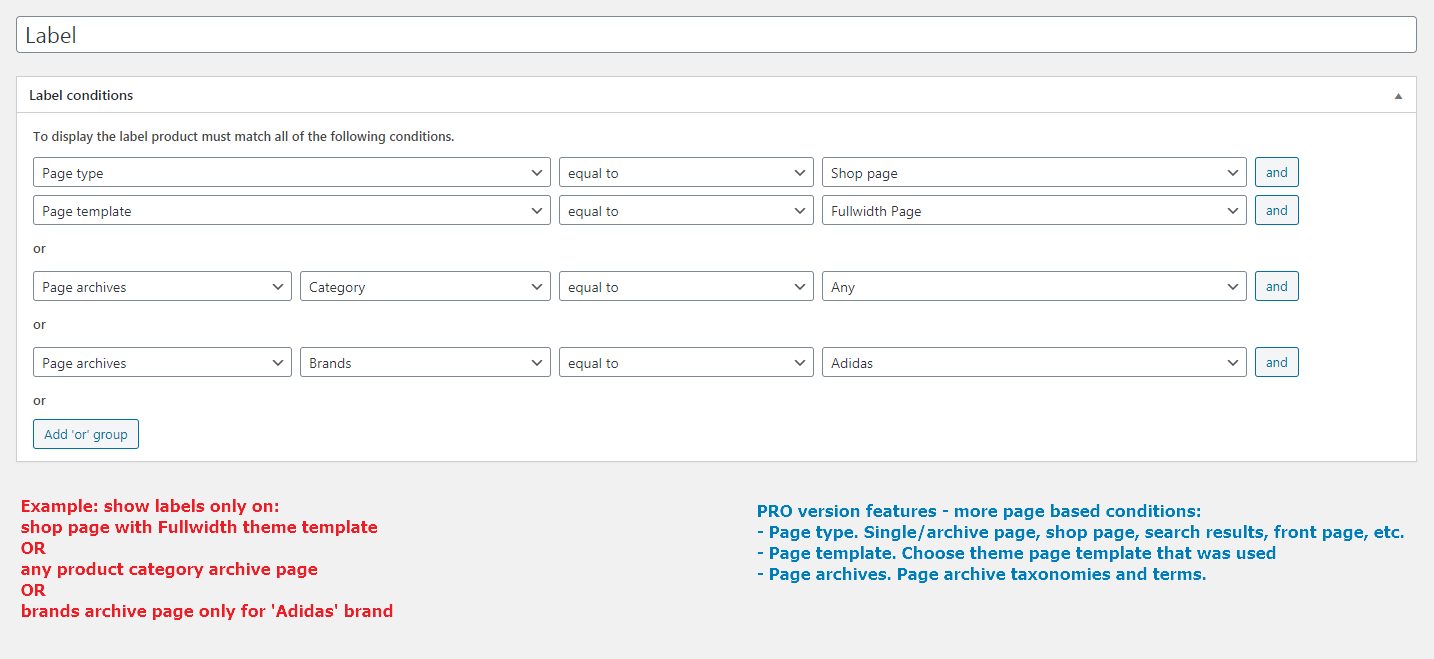 Label
Label conditions
To display the label product must match all of the following conditions.
Page type equal to Shop page and
Page template equal to Fullwidth Page and
or
Page archives Category equal to Any and
or
Page archives Brands equal to Adidas and
or
Add 'or' group
Example: show labels only on:
shop page with Fullwidth theme template
OR
any product category archive page
OR
brands archive page only for 'Adidas' brand
PRO version features - more page based conditions:
- Page type. Single/archive page, shop page, search results, front page, etc.
- Page template. Choose theme page template that was used
- Page archives. Page archive taxonomies and terms.